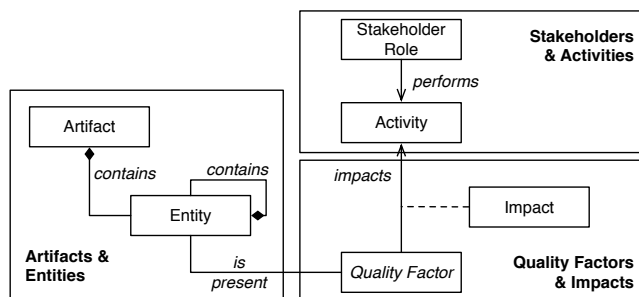 Stakeholder
Role
Stakeholders
& Activities
performs
Activity
Artifact
contains
contains
Entity
Artifacts &
Entities
is
present
impacts
Impact
Quality Factor
Quality Factors
& Impacts